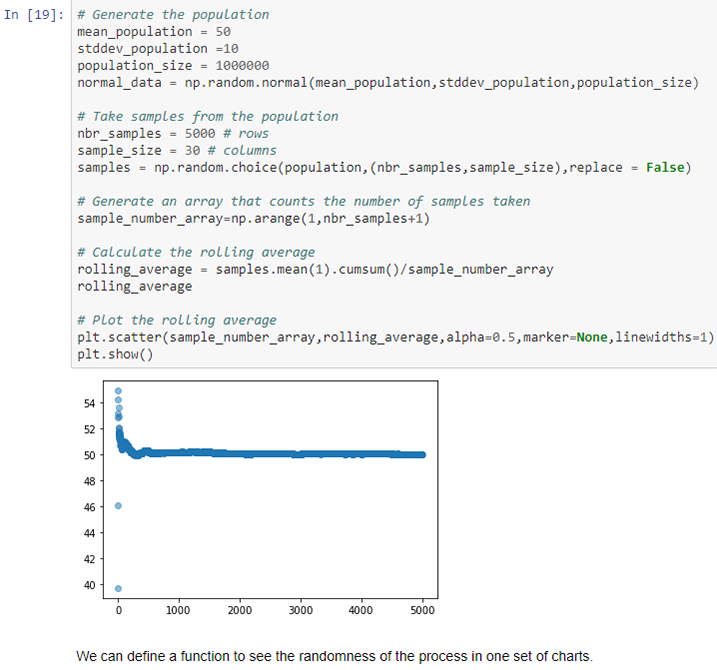 In [19]:
# Generate the population
mean_population = 50
stddev_population =10
population_size = 1000000
normal_data = np.random.normal(mean_population,stddev_population,population_size)
# Take samples from the population
nbr_samples = 5000 # rows
sample_size = 30 # columns
samples = np.random.choice(population,(nbr_samples,sample_size),replace = False)
# Generate an array that counts the number of samples taken
sample_number_array=np.arange(1,nbr_samples+1)
# Calculate the rolling average
rolling_average = samples.mean(1).cumsum()/sample_number_array
rolling_average
# Plot the rolling average
plt.scatter(sample_number_array,rolling_average,alpha=0.5,marker=None,linewidths=1)
plt.show()
54
52
50
48
46
44
42
40
0 1000 2000 3000 4000 5000
We can define a function to see the randomness of the process in one set of charts.